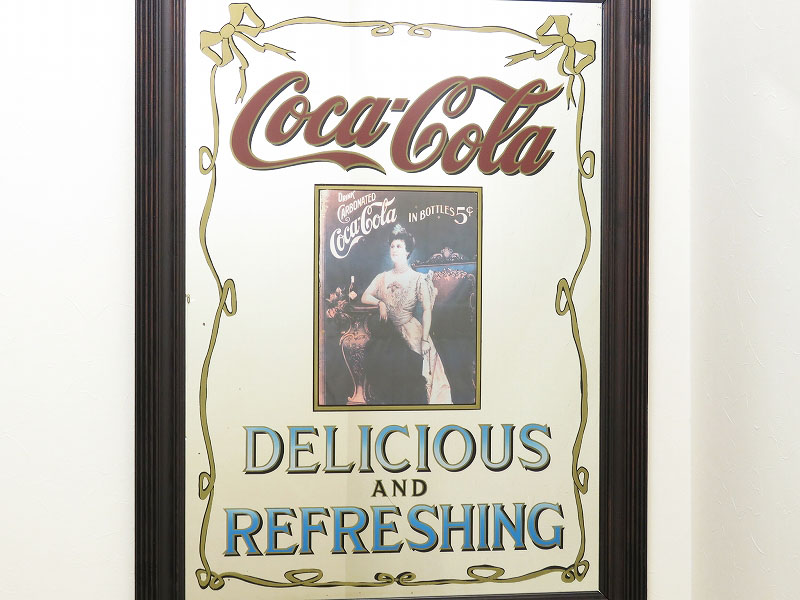 Coca-Cola
DRINK
CARBONATED
Coca-Cola
IN BOTTLES 5¢
DELICIOUS
AND
REFRESHING